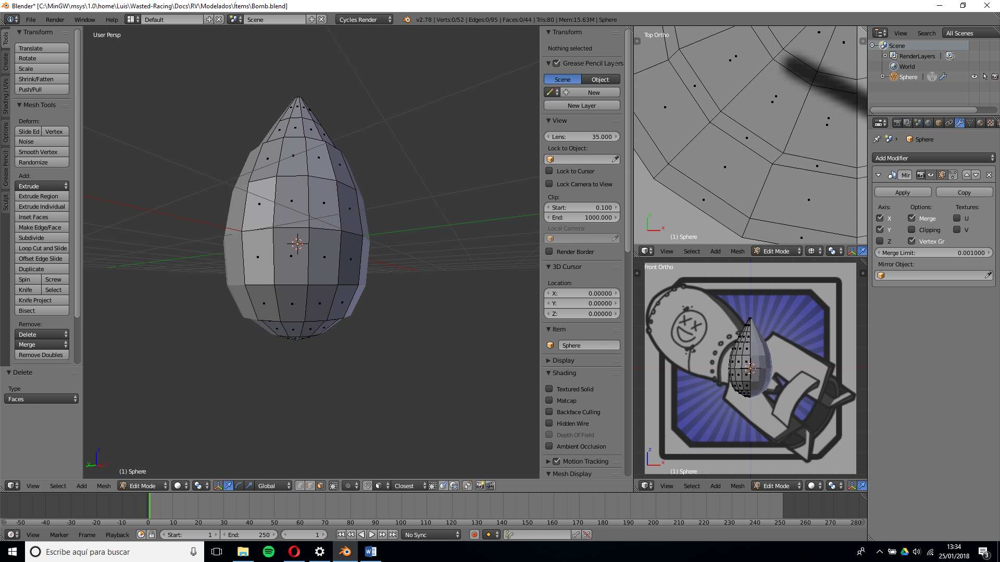 Blender* [C:\MinGW\msys\1.0\home\Luis\Wasted-Racing\Docs\RV\Modelados\Ítems\Bomb.blend]
File Render Window Help Default Scene Cycles Render v2.78 | Verts:0/52 | Edges:0/95 | Faces:0/44 | Tris:80 | Mem:15.63M | Sphere
Tools
Create
Shading / UVs
Options
Grease Pencil
Sculpt
Transform
Translate
Rotate
Scale
Shrink/Fatten
Push/Pull
Mesh Tools
Deform:
Slide Ed Vertex
Noise
Smooth Vertex
Randomize
Add:
Extrude
Extrude Region
Extrude Individual
Inset Faces
Make Edge/Face
Subdivide
Loop Cut and Slide
Offset Edge Slide
Duplicate
Spin Screw
Knife Select
Knife Project
Bisect
Remove:
Delete
Merge
Remove Doubles
Delete
Type
Faces
User Persp
z
y x
(1) Sphere
View Select Add Mesh Edit Mode Global Closest
Transform
Nothing selected
Grease Pencil Layers
Scene Object
New
New Layer
View
Lens: 35.000
Lock to Object:
Lock to Cursor
Lock Camera to View
Clip:
Start: 0.100
End: 1000.000
Local Camera:
Render Border
3D Cursor
Location:
X: 0.00000
Y: 0.00000
Z: 0.00000
Item
Sphere
Display
Shading
Textured Solid
Matcap
Backface Culling
Hidden Wire
Depth Of Field
Ambient Occlusion
Motion Tracking
Mesh Display
Top Ortho
y
x
(1) Sphere
View Select Add Mesh Edit Mode
Front Ortho
z
x
(1) Sphere
View Select Add Mesh Edit Mode
View Search All Scenes
Scene
RenderLayers |
World
Sphere |
Sphere
Add Modifier
Mir
Apply Copy
Axis: Options: Textures:
X Merge U
Y Clipping V
Z Vertex Gr
Merge Limit: 0.001000
Mirror Object:
-50 -40 -30 -20 -10 0 10 20 30 40 50 60 70 80 90 100 110 120 130 140 150 160 170 180 190 200 210 220 230 240 250 260 270 280
View Marker Frame Playback Start: 1 End: 250 1 No Sync
Escribe aquí para buscar
13:34
25/01/2018
3